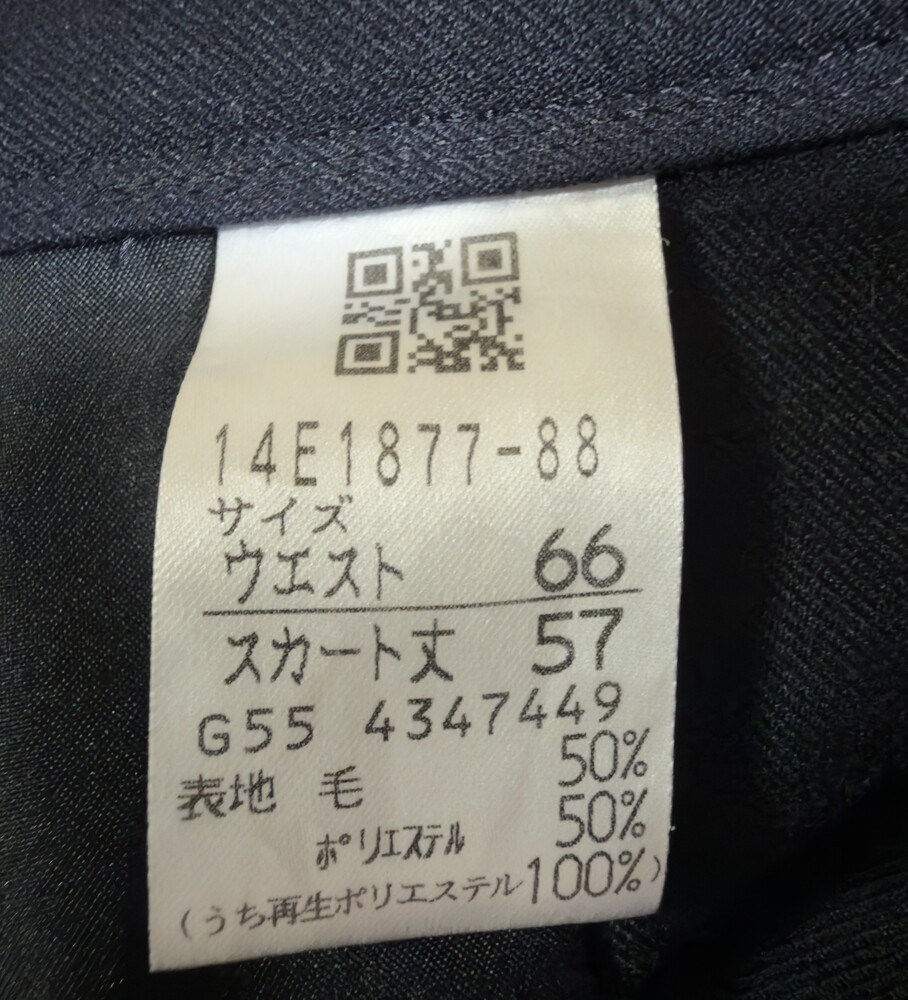 14E1877-88
サイズ
ウエスト 66
スカート丈 57
G55 4347449
表地 毛 50%
ポリエステル 50%
(うち再生ポリエステル100%)